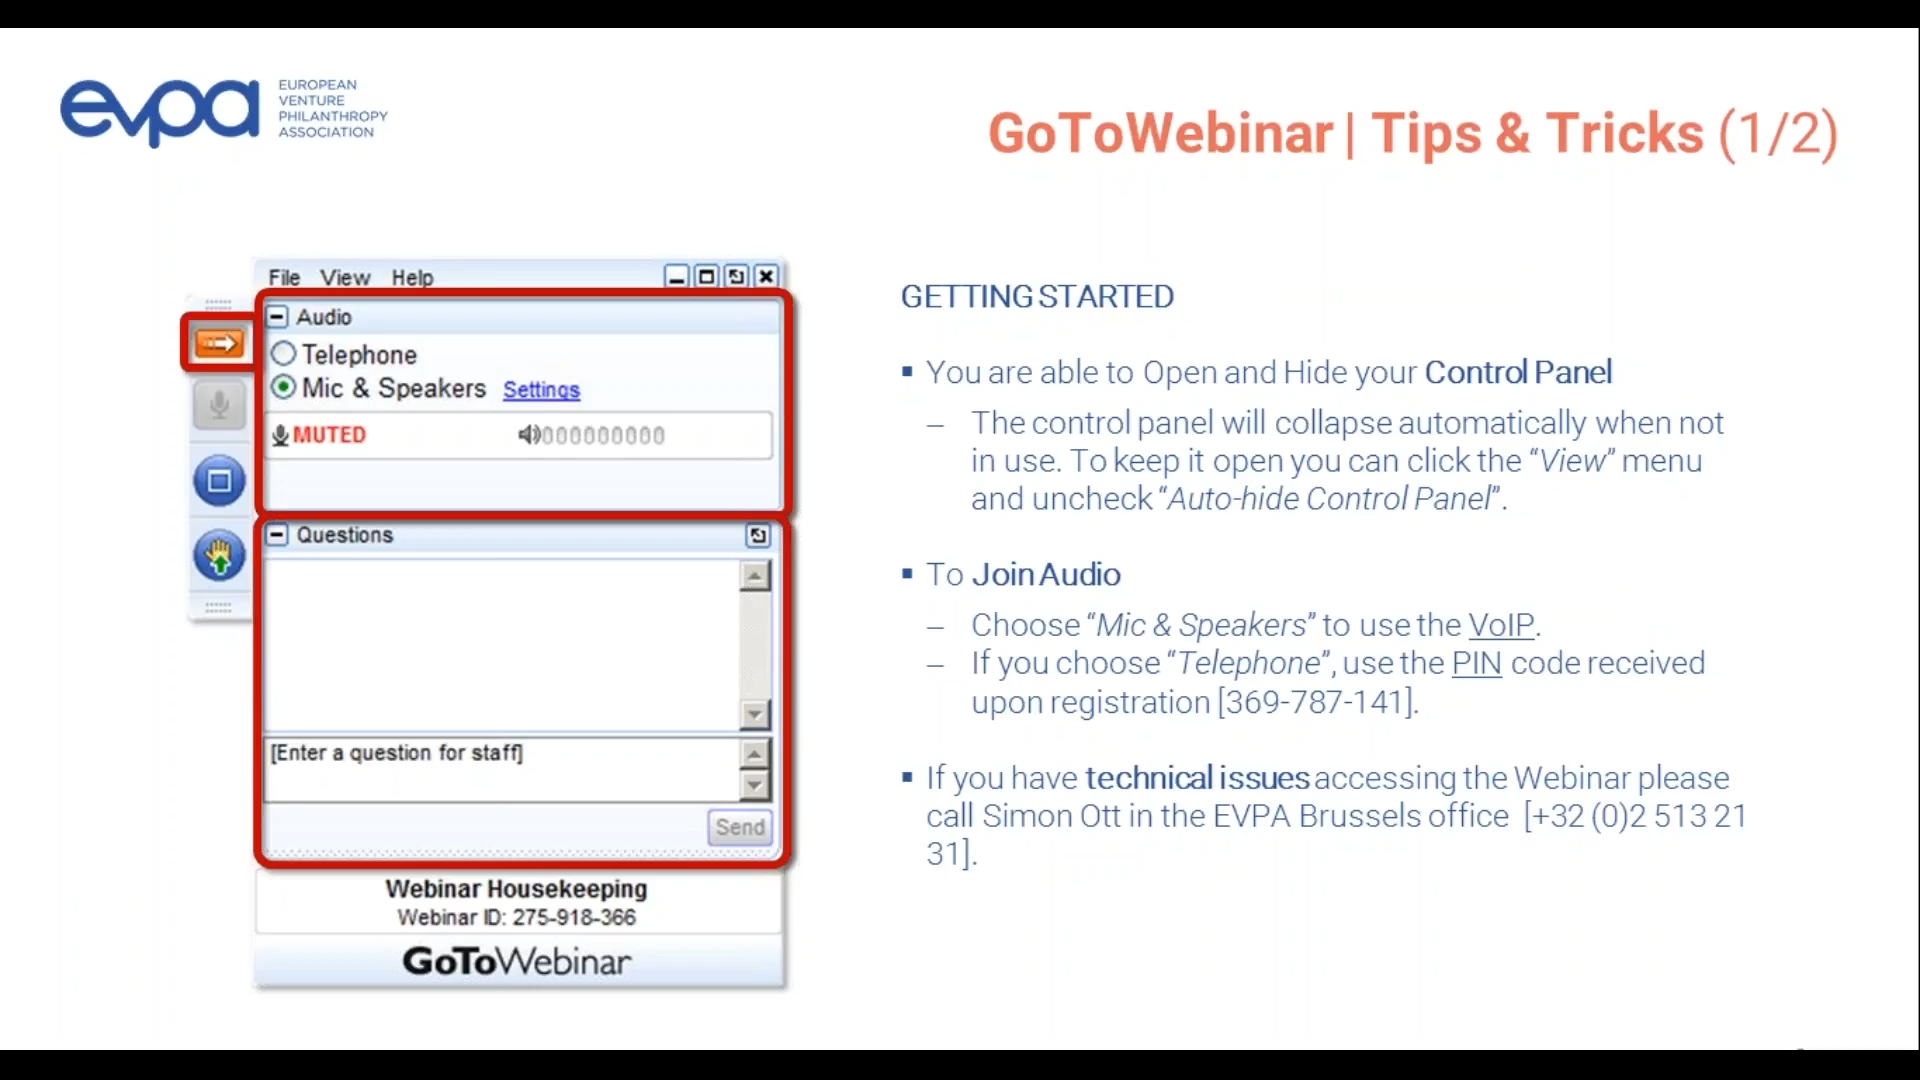 evpa
EUROPEAN
VENTURE
PHILANTHROPY
ASSOCIATION
GoToWebinar | Tips & Tricks (1/2)
File View Help
Audio
Telephone
Mic & Speakers Settings
MUTED 000000000
Questions
[Enter a question for staff]
Send
Webinar Housekeeping
Webinar ID: 275-918-366
GoToWebinar
GETTING STARTED
▪ You are able to Open and Hide your Control Panel
– The control panel will collapse automatically when not
in use. To keep it open you can click the “View” menu
and uncheck “Auto-hide Control Panel”.
▪ To Join Audio
– Choose “Mic & Speakers” to use the VoIP.
– If you choose “Telephone”, use the PIN code received
upon registration [369-787-141].
▪ If you have technical issues accessing the Webinar please
call Simon Ott in the EVPA Brussels office [+32 (0)2 513 21
31].